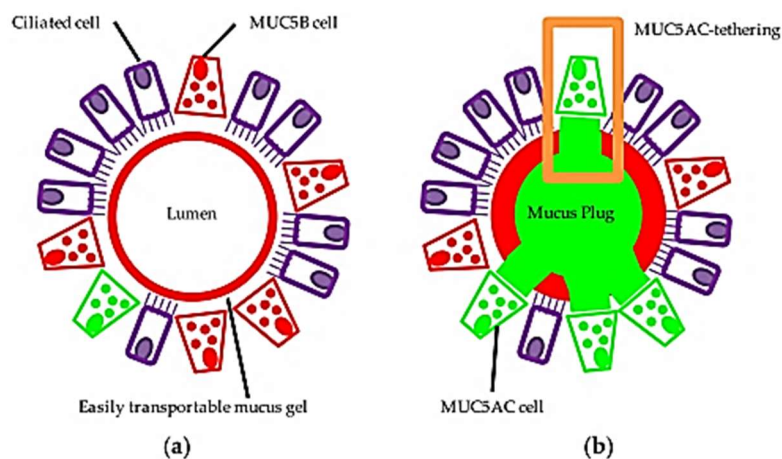 Ciliated cell
MUC5B cell
MUC5AC-tethering
Lumen
Mucus Plug
Easily transportable mucus gel
MUC5AC cell
(a)
(b)